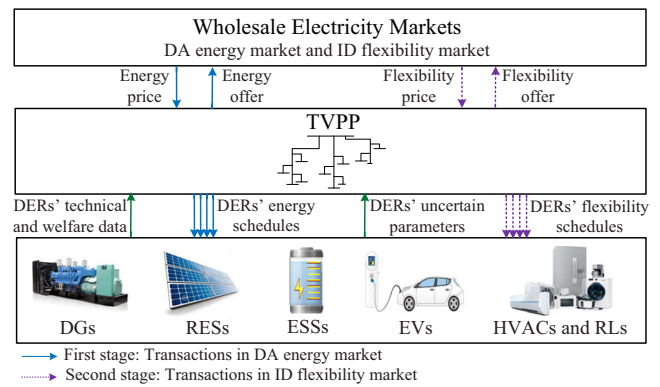 Wholesale Electricity Markets
DA energy market and ID flexibility market
Energy price
Energy offer
Flexibility price
Flexibility offer
TVPP
DERs' technical and welfare data
DERs' energy schedules
DERs' uncertain parameters
DERs' flexibility schedules
DGs
RESs
ESSs
EVs
HVACs and RLs
First stage: Transactions in DA energy market
Second stage: Transactions in ID flexibility market